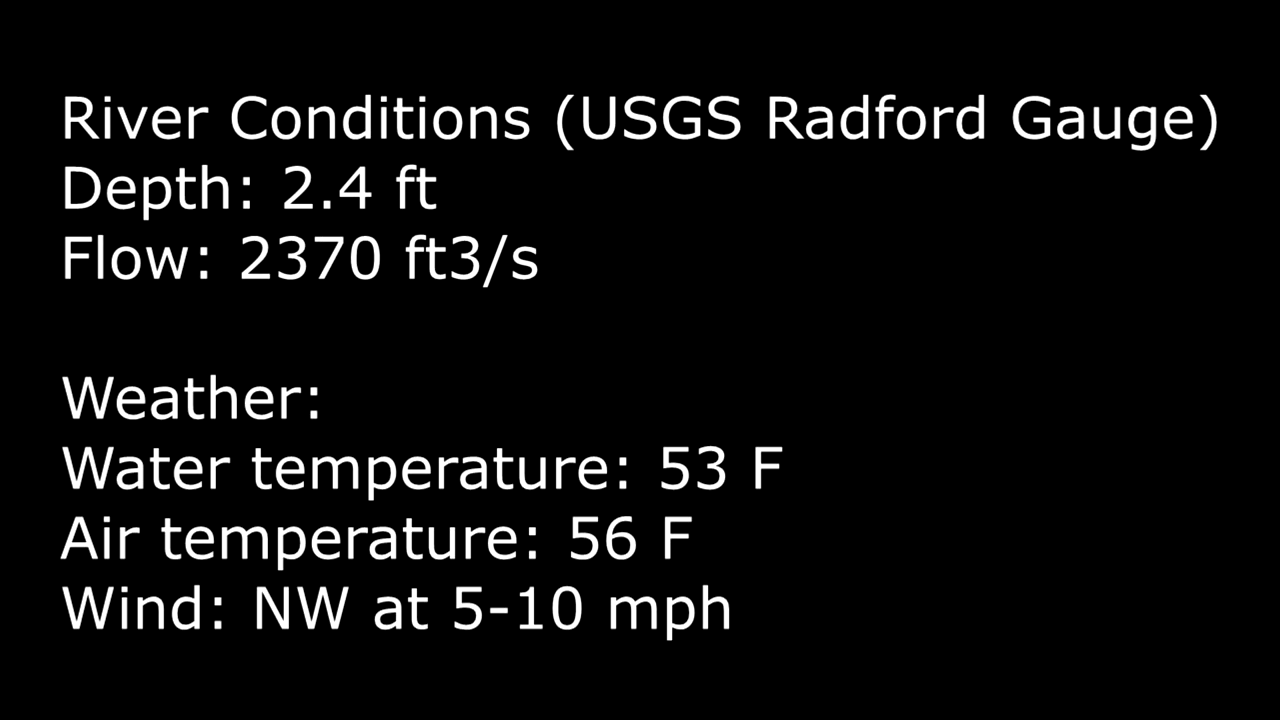 River Conditions (USGS Radford Gauge)
Depth: 2.4 ft
Flow: 2370 ft3/s
Weather:
Water temperature: 53 F
Air temperature: 56 F
Wind: NW at 5-10 mph